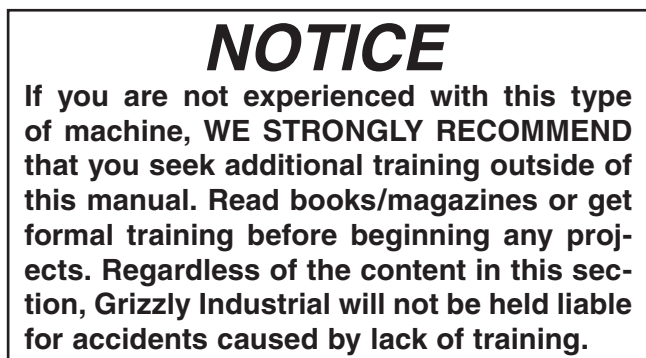 NOTICE
If you are not experienced with this type
of machine, WE STRONGLY RECOMMEND
that you seek additional training outside of
this manual. Read books/magazines or get
formal training before beginning any proj-
ects. Regardless of the content in this sec-
tion, Grizzly Industrial will not be held liable
for accidents caused by lack of training.